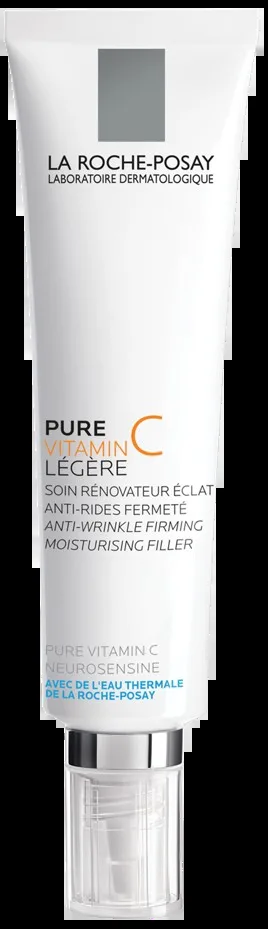 LA ROCHE-POSAY
LABORATOIRE DERMATOLOGIQUE
PURE
VITAMIN C
LÉGÈRE
SOIN RÉNOVATEUR ÉCLAT
ANTI-RIDES FERMETÉ
ANTI-WRINKLE FIRMING
MOISTURISING FILLER
PURE VITAMIN C
NEUROSENSINE
AVEC DE L'EAU THERMALE
DE LA ROCHE-POSAY